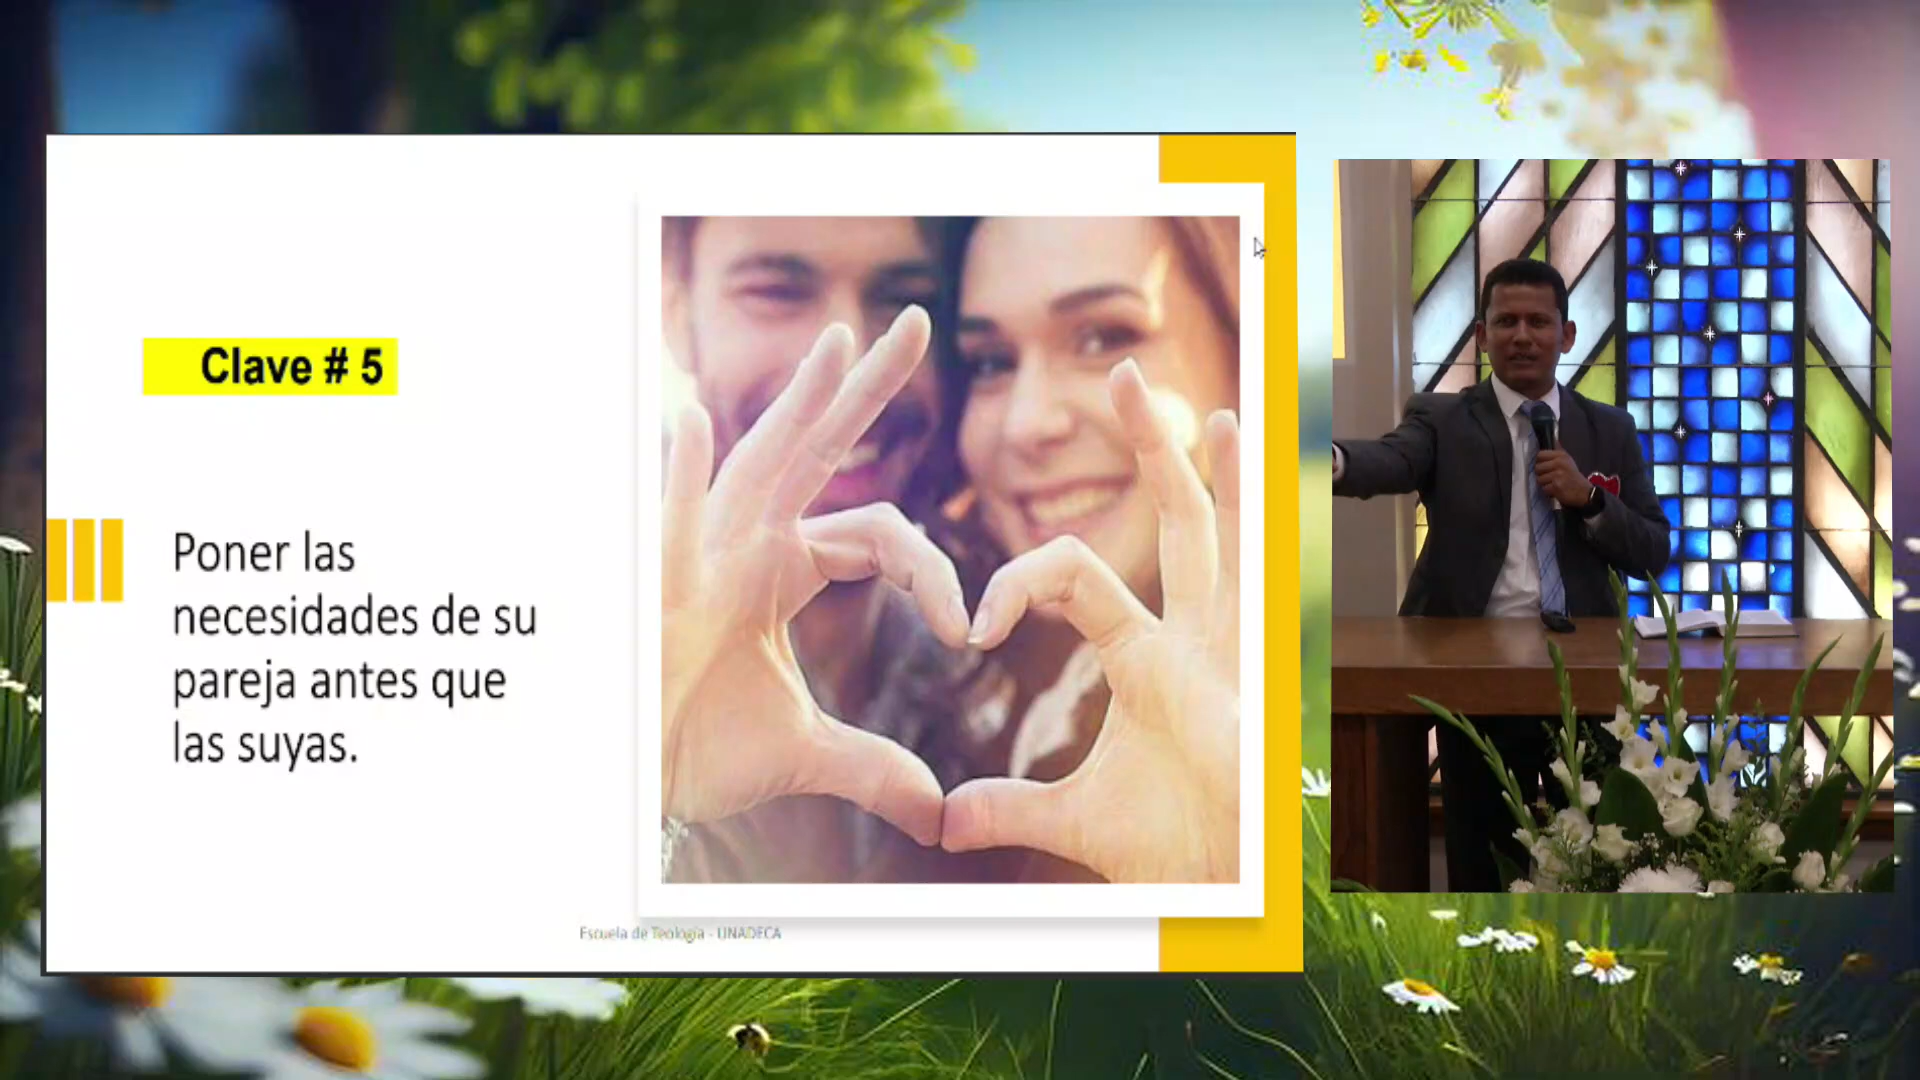 Clave # 5
Poner las
necesidades de su
pareja antes que
las suyas.
Escuela de Teología - UNADECA